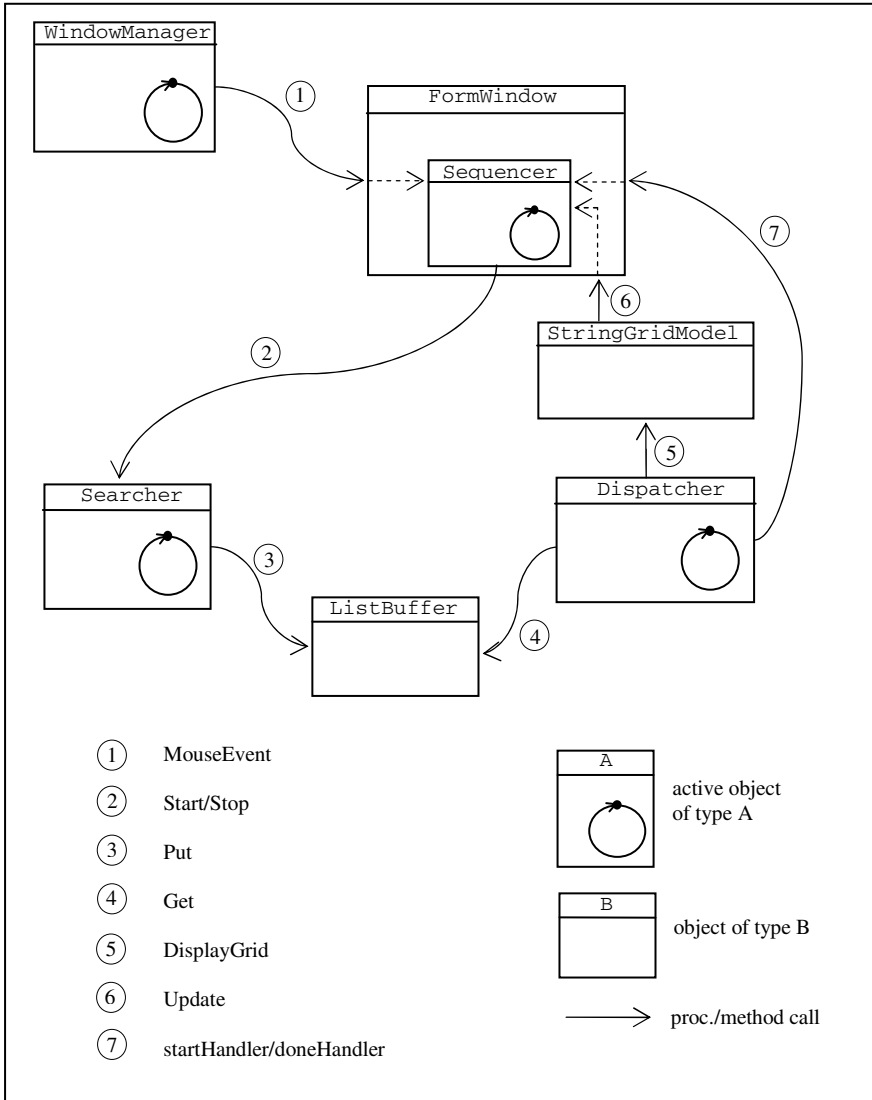 WindowManager
1
FormWindow
Sequencer
7
6
StringGridModel
2
5
Searcher
Dispatcher
3
ListBuffer
4
1 MouseEvent
2 Start/Stop
3 Put
4 Get
5 DisplayGrid
6 Update
7 startHandler/doneHandler
A
active object
of type A
B
object of type B
proc./method call